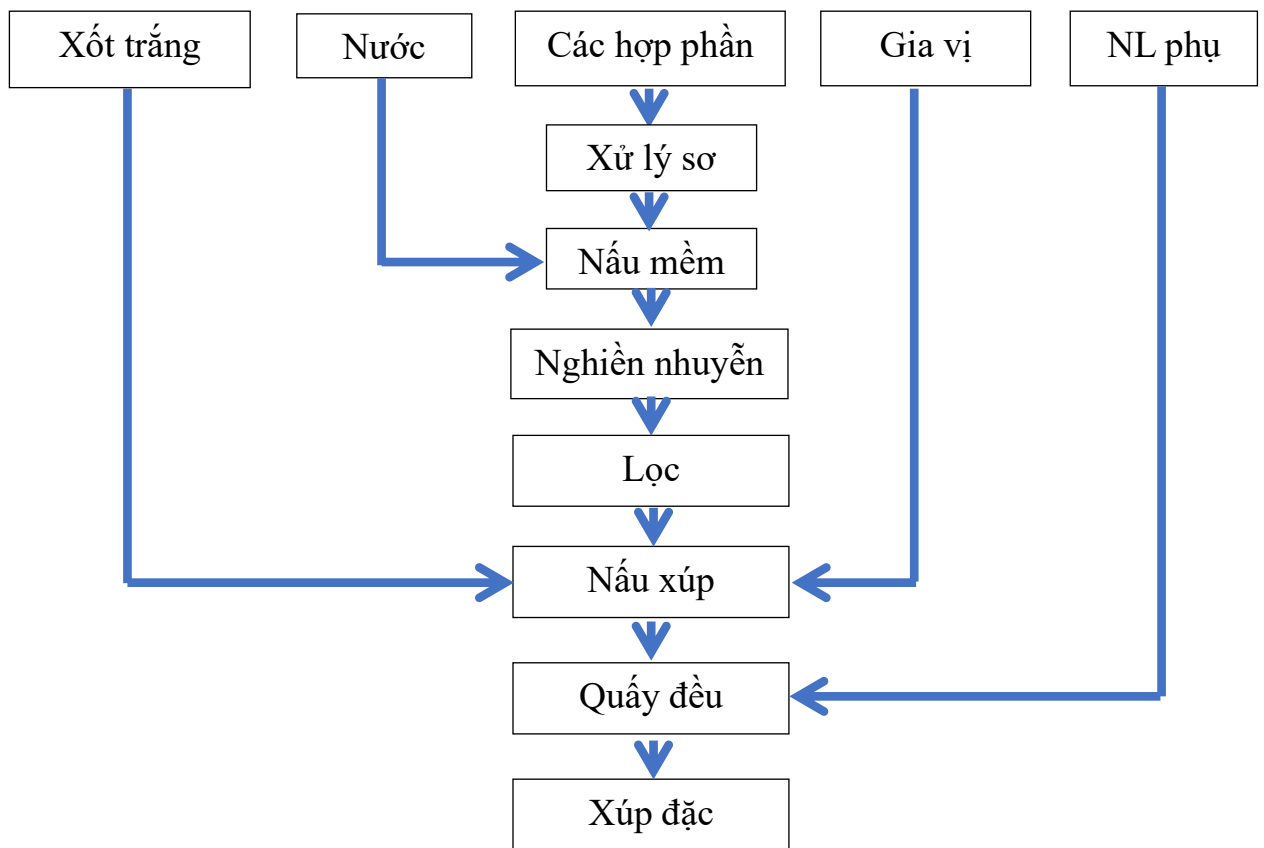 Xốt trắng
Nước
Các hợp phần
Gia vị
NL phụ
Xử lý sơ
Nấu mềm
Nghiền nhuyễn
Lọc
Nấu xúp
Quấy đều
Xúp đặc